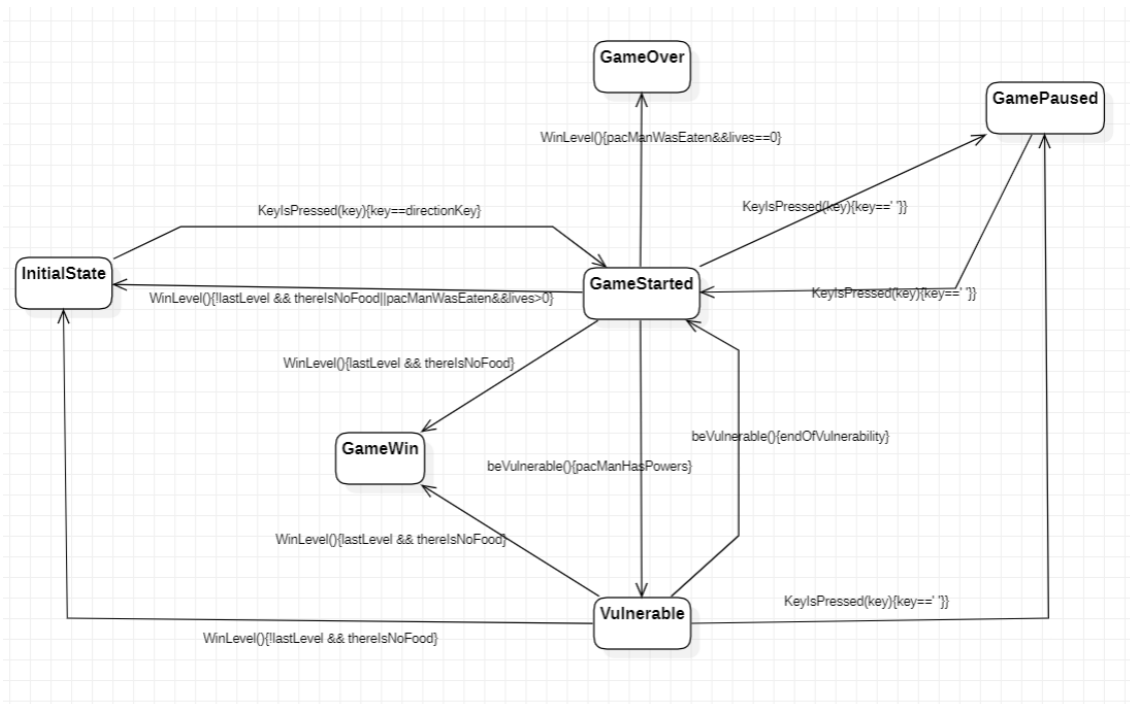 GameOver
GamePaused
WinLevel(){pacManWasEaten&&lives==0}
KeyIsPressed(key){key==' '}}
KeyIsPressed(key){key==directionKey}
InitialState
GameStarted
WinLevel(){!lastLevel && thereIsNoFood||pacManWasEaten&&lives>0}
KeyIsPressed(key){key==' '}}
WinLevel(){lastLevel && thereIsNoFood}
GameWin
beVulnerable(){endOfVulnerability}
beVulnerable(){pacManHasPowers}
WinLevel(){lastLevel && thereIsNoFood}
Vulnerable
KeyIsPressed(key){key==' '}}
WinLevel(){!lastLevel && thereIsNoFood}